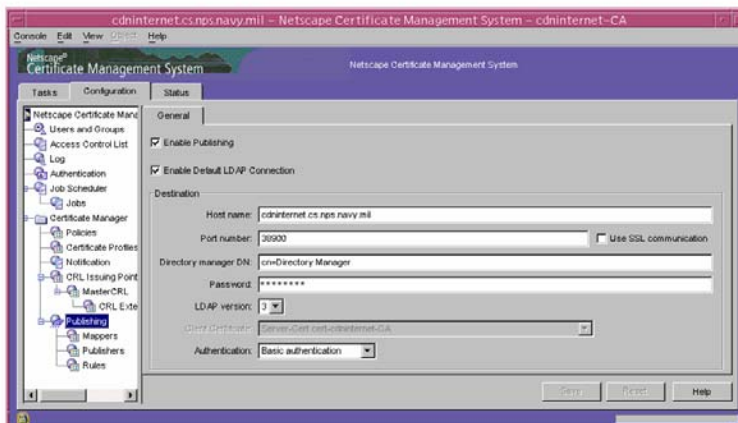 cdninternet.cs.nps.navy.mil – Netscape Certificate Management System – cdninternet-CA
Console Edit View Object Help
Netscape®
Certificate Management System
Netscape Certificate Management System
Tasks Configuration Status
Netscape Certificate Mana
Users and Groups
Access Control List
Log
Authentication
Job Scheduler
Jobs
Certificate Manager
Policies
Certificate Profiles
Notification
CRL Issuing Point
MasterCRL
CRL Exte
Publishing
Mappers
Publishers
Rules
General
Enable Publishing
Enable Default LDAP Connection
Destination
Host name: cdninternet.cs.nps.navy.mil
Port number: 38900 Use SSL communication
Directory manager DN: cn=Directory Manager
Password: ********
LDAP version: 3
Client Certificate: Server-Cert cert-cdninternet-CA
Authentication: Basic authentication
Save Reset Help